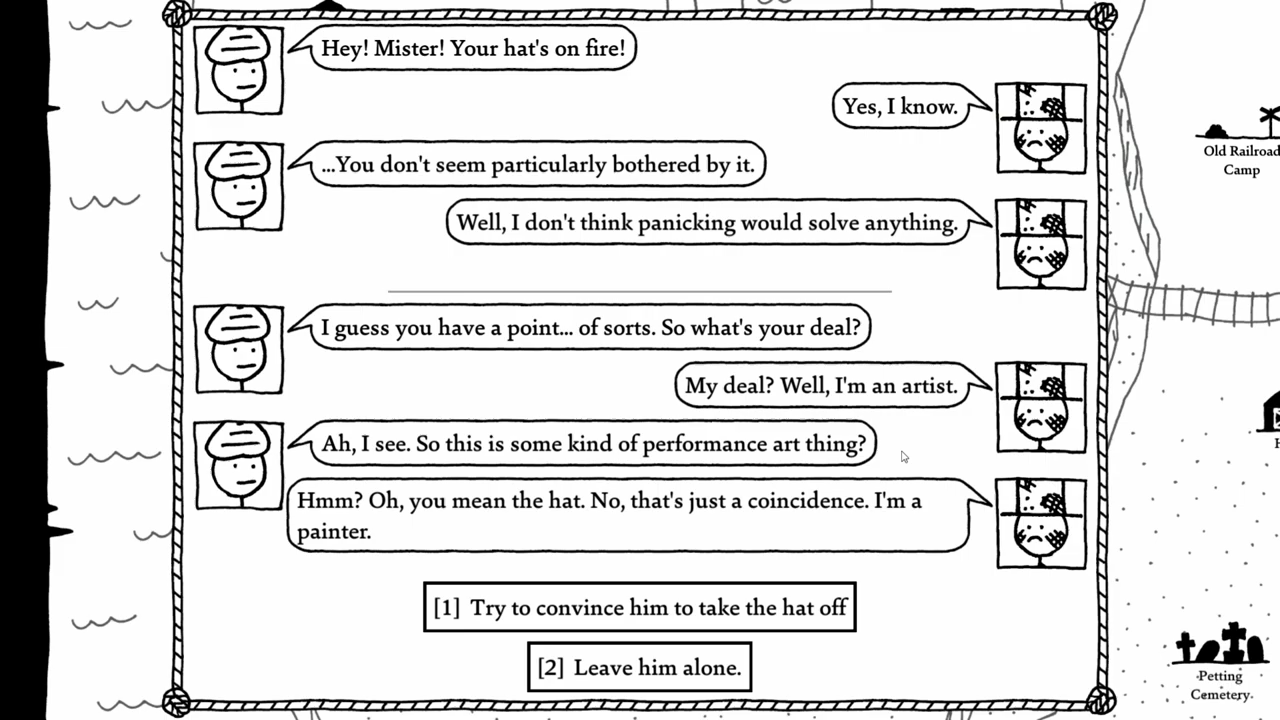 Hey! Mister! Your hat's on fire!
Yes, I know.
...You don't seem particularly bothered by it.
Well, I don't think panicking would solve anything.
I guess you have a point... of sorts. So what's your deal?
My deal? Well, I'm an artist.
Ah, I see. So this is some kind of performance art thing?
Hmm? Oh, you mean the hat. No, that's just a coincidence. I'm a
painter.
[1] Try to convince him to take the hat off
[2] Leave him alone.
Old Railroad
Camp
Petting
Cemetery